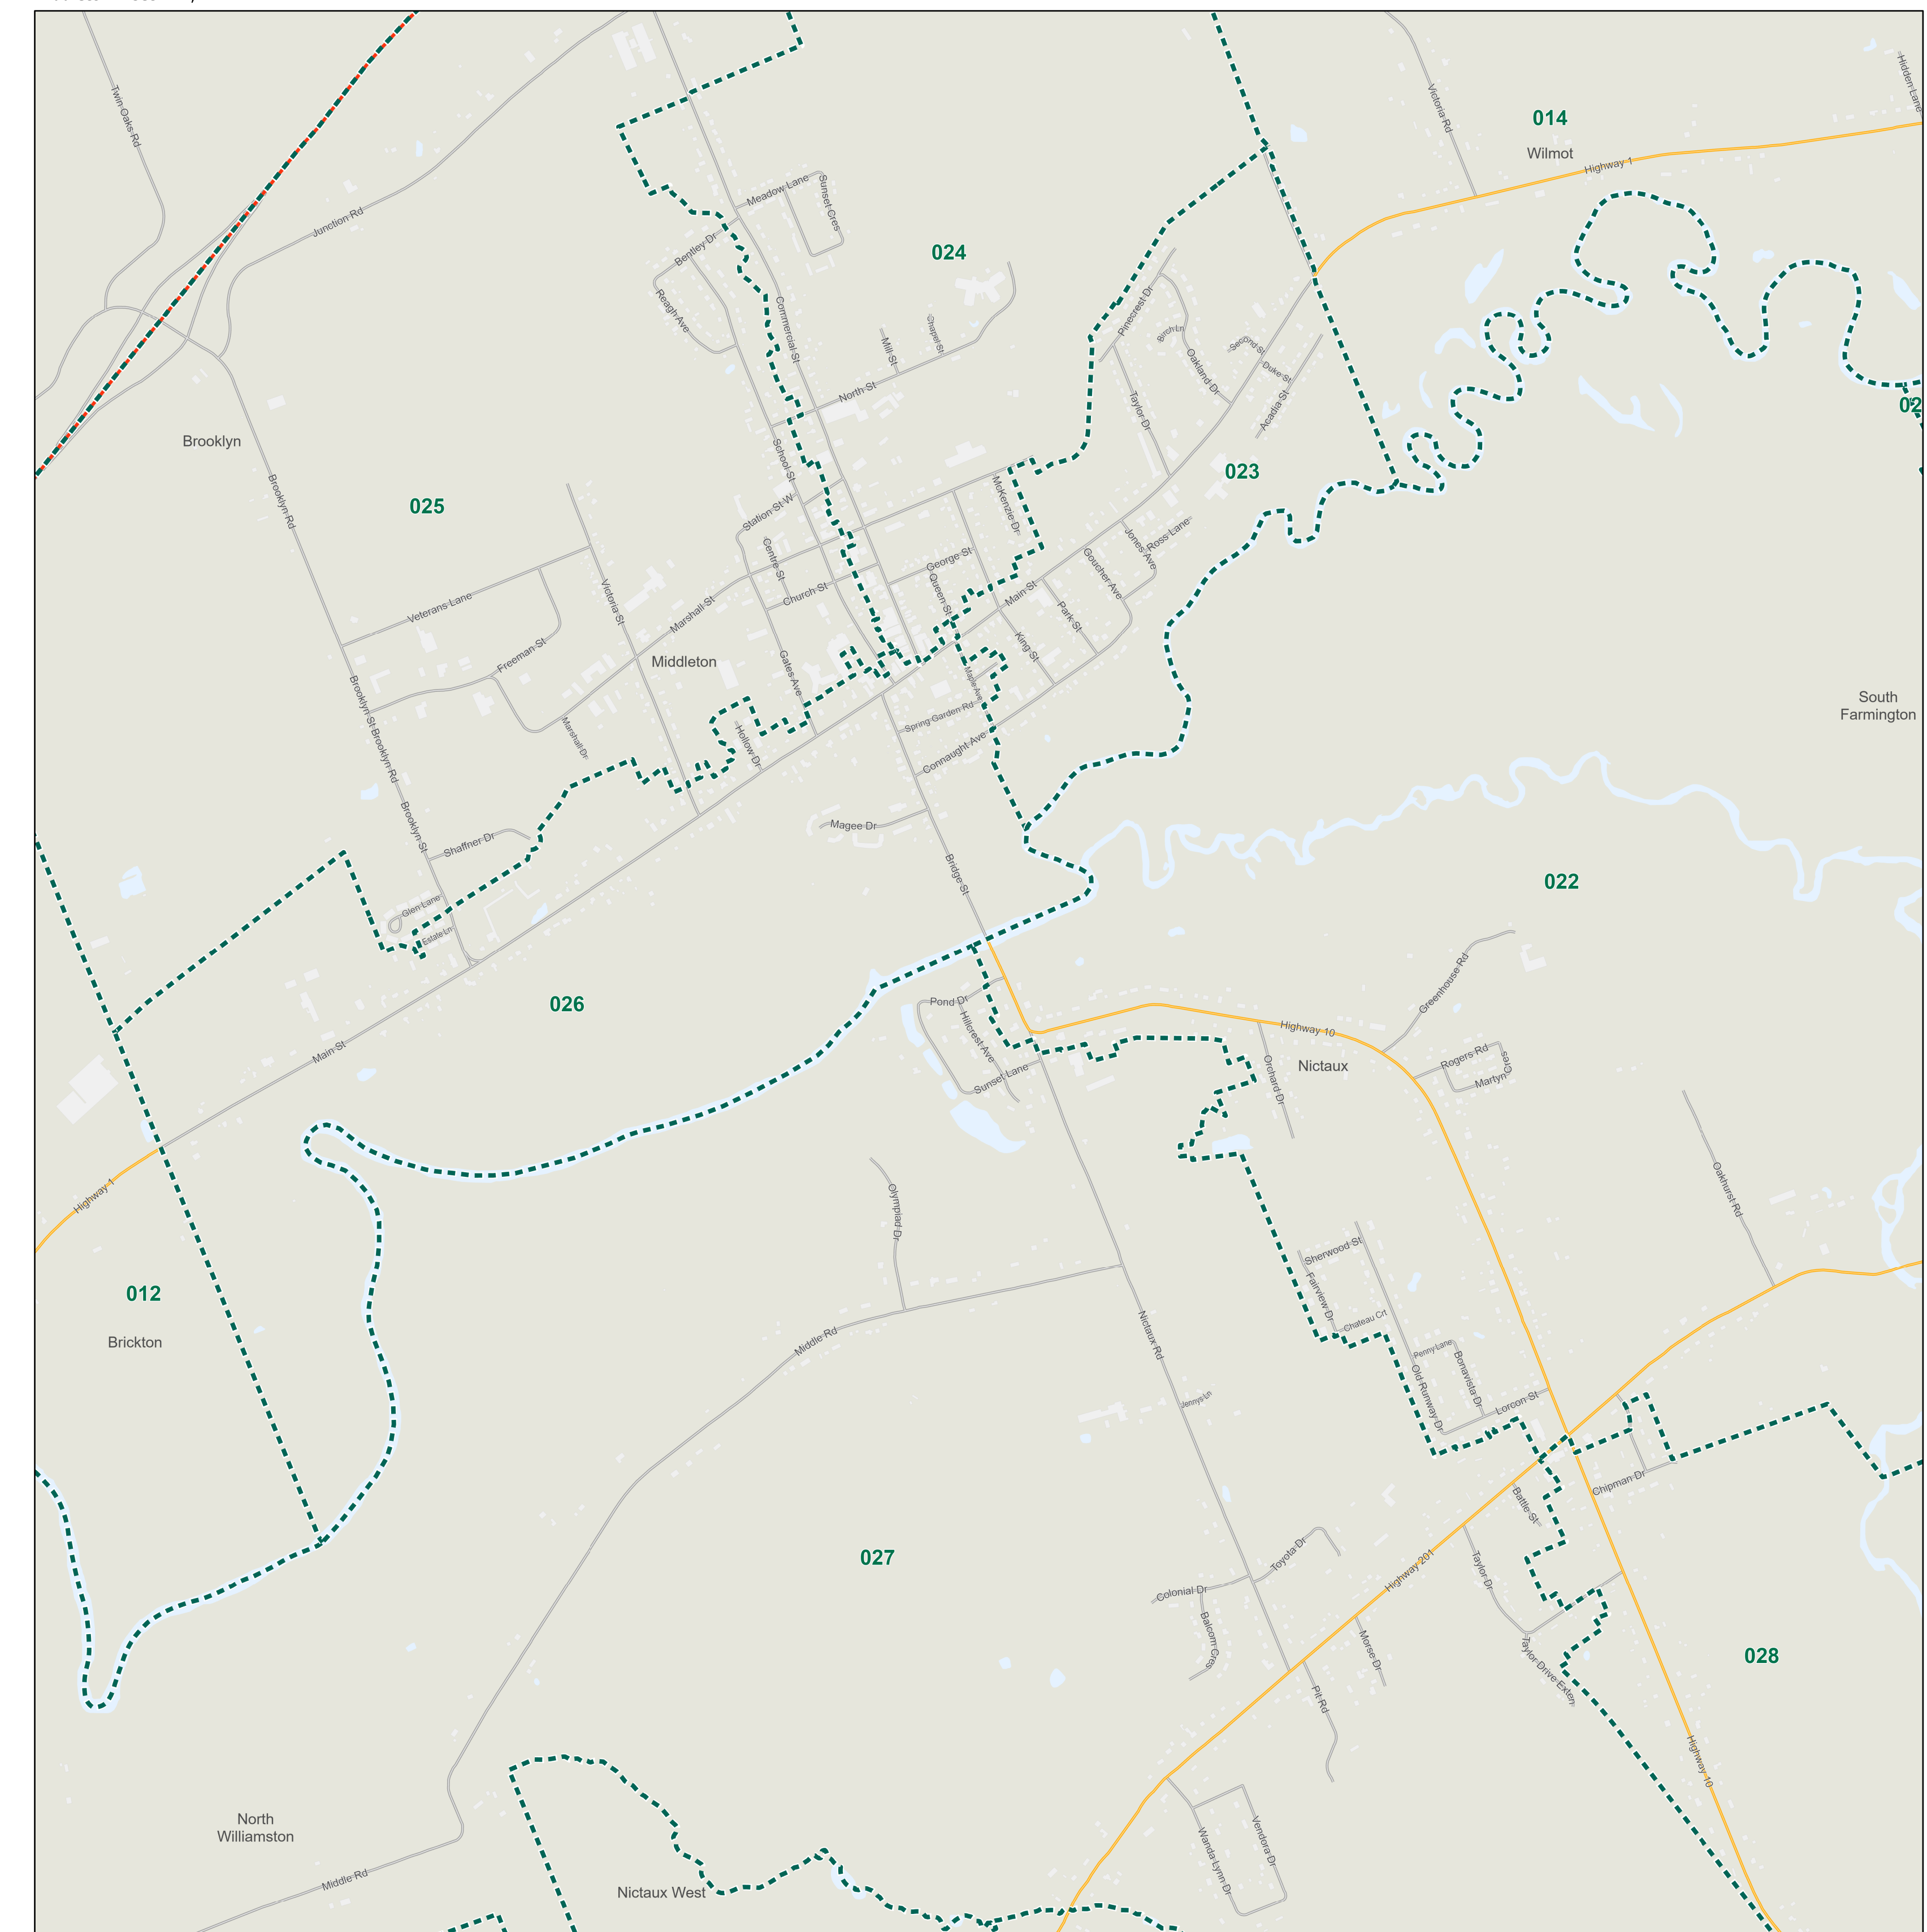 Twin Oaks Rd
Junction Rd
Meadow Lane
Sunset Cres
Bentley Dr
Reagh Ave
Commercial St
024
Mill St
Chapel St
North St
Victoria Rd
014
Wilmot
Highway 1
Hidden Lane
Pinecrest Dr
Birch Ln
Oakland Dr
Second St
Duke St
Acadia St
Taylor Dr
023
02
Brooklyn
Brooklyn Rd
025
School St
Station St W
Centre St
Church St
George St
Queen St
McKenzie Dr
Main St
Jones Ave
Ross Lane
Goucher Ave
Park St
King St
Veterans Lane
Victoria St
Marshall St
Freeman St
Middleton
Gales Ave
Maple Ave
Spring Garden Rd
Connaught Ave
South
Farmington
Brooklyn St
Brooklyn Rd
Marshall Dr
Hollow Dr
Brooklyn St
Shaffner Dr
Magee Dr
Bridge St
Glen Lane
Estate Ln
022
026
Main St
Pond Dr
Hillcrest Ave
Sunset Lane
Highway 10
Nictaux
Orchard Dr
Greenhouse Rd
Rogers Rd
Martyn Cres
Oakhurst Rd
Highway 1
012
Brickton
Olympiad Dr
Middle Rd
Nictaux Rd
Jennys Ln
Sherwood St
Fairview Dr
Chateau Crt
Penny Lane
Bonavista Dr
Old Runway Dr
Lorcon St
Chipman Dr
Battle St
027
Toyota Dr
Colonial Dr
Balcom Cres
Highway 201
Taylor Dr
Morse Dr
Taylor Drive Exten
028
Pit Rd
Highway 10
North
Williamston
Middle Rd
Nictaux West
Wanda Lynn Dr
Vendora Dr